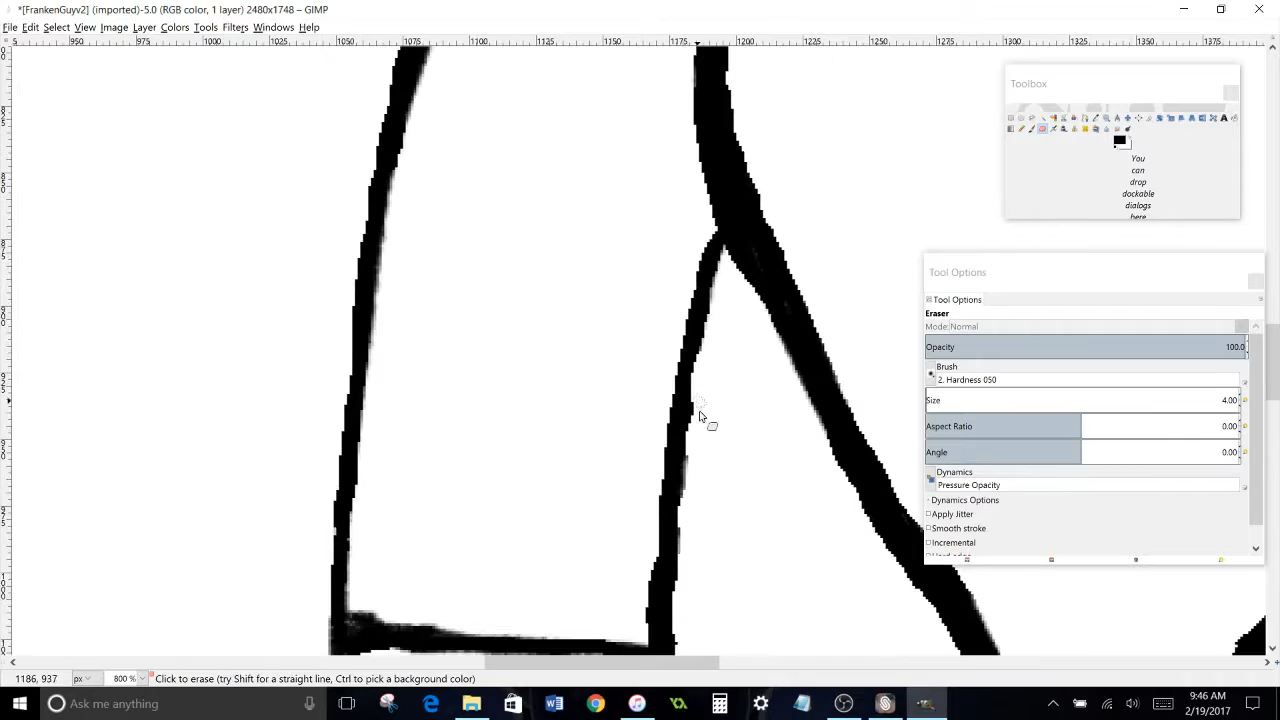 *[FrankenGuyv2] (imported)-5.0 (RGB color, 1 layer) 2480x1748 – GIMP
File Edit Select View Image Layer Colors Tools Filters Windows Help
950 975 1000 1025 1050 1075 1100 1125 1150 1175 1200 1225 1250 1275 1300 1325 1350 1375
Toolbox
You
can
drop
dockable
dialogs
here
Tool Options
Tool Options
Eraser
Mode:Normal
Opacity 100.0
Brush
2. Hardness 050
Size 4.00
Aspect Ratio 0.00
Angle 0.00
Dynamics
Pressure Opacity
Dynamics Options
Apply Jitter
Smooth stroke
Incremental
Hard edge
1186, 937 px 800 % Click to erase (try Shift for a straight line, Ctrl to pick a background color)
Ask me anything
9:46 AM
2/19/2017